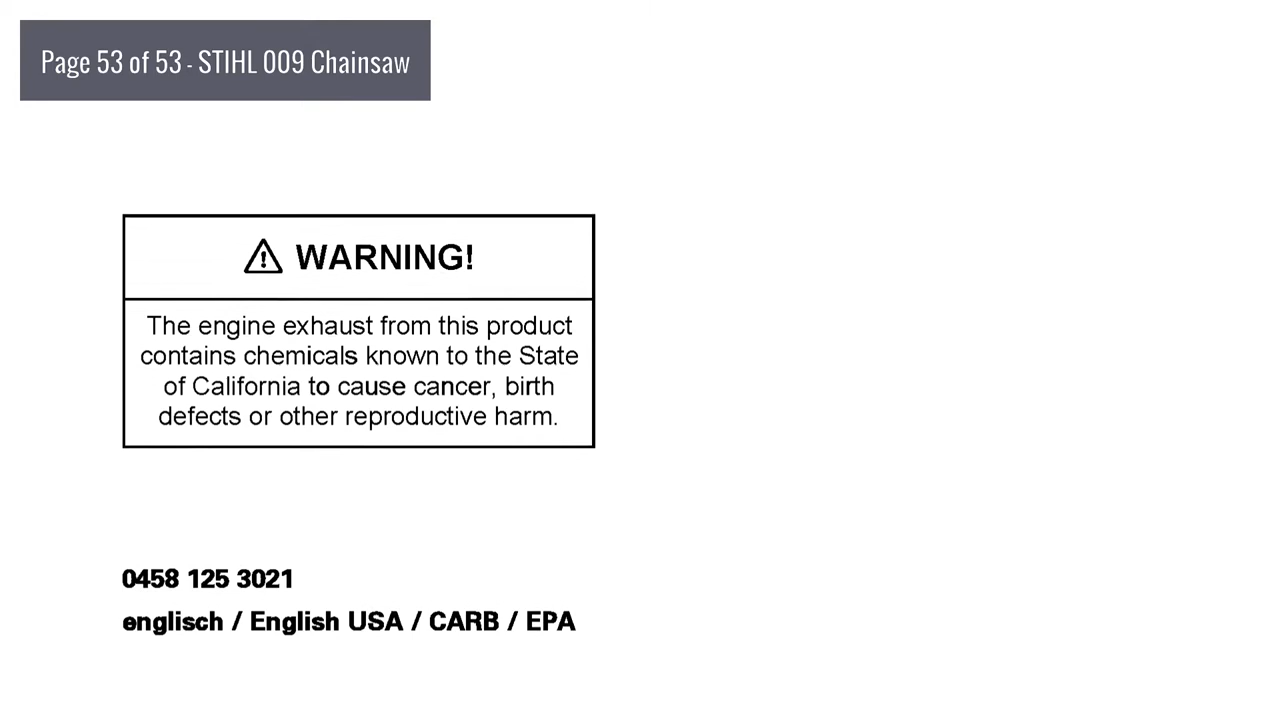 Page 53 of 53 - STIHL 009 Chainsaw
WARNING!
The engine exhaust from this product
contains chemicals known to the State
of California to cause cancer, birth
defects or other reproductive harm.
0458 125 3021
englisch / English USA / CARB / EPA